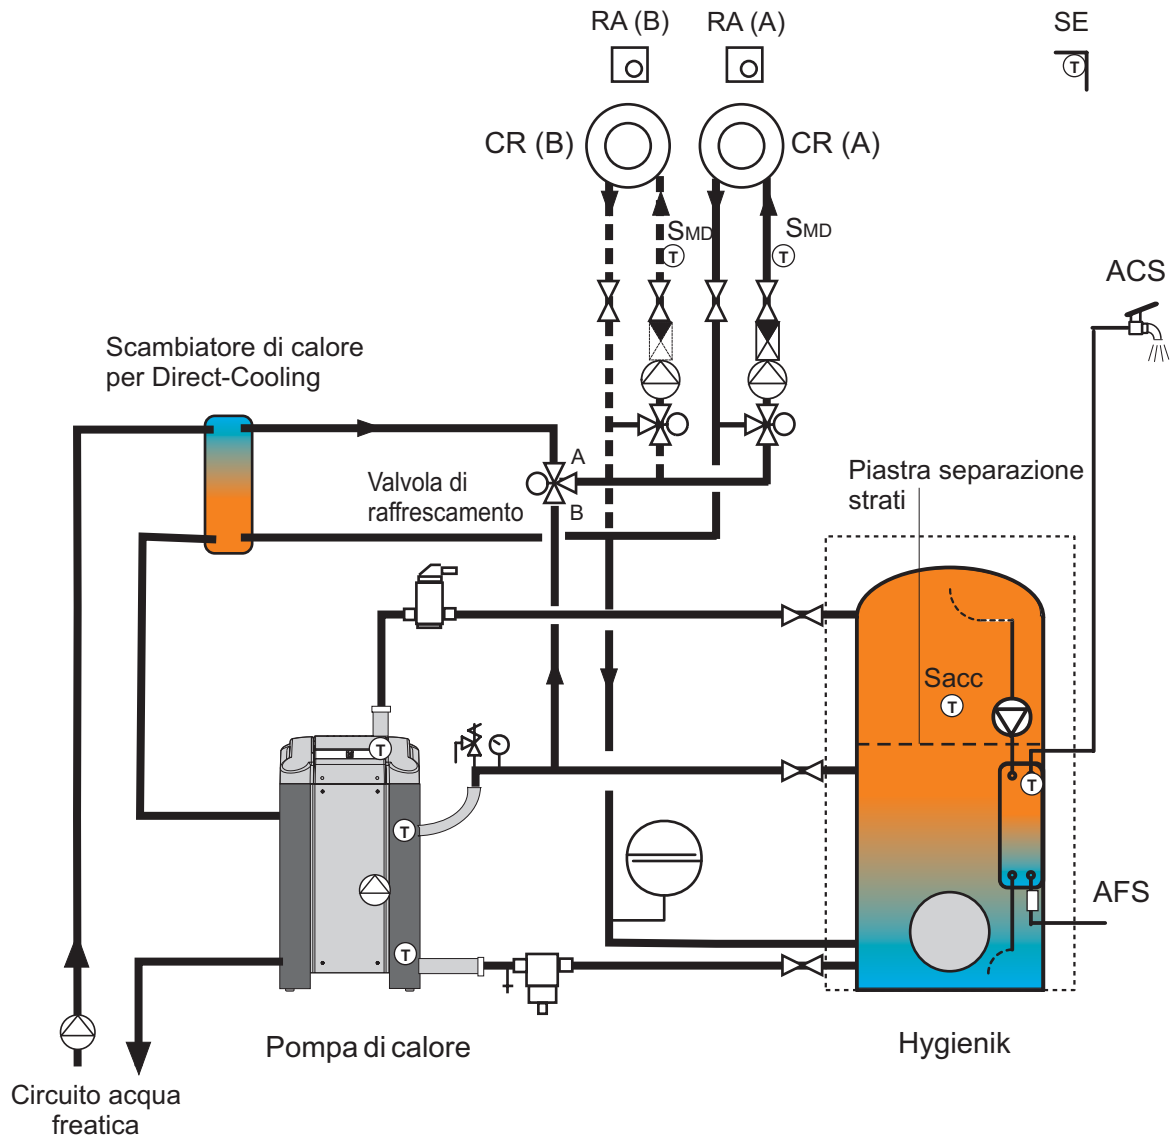 RA (B)
RA (A)
SE
T
CR (B)
CR (A)
SMD
T
SMD
T
ACS
Scambiatore di calore
per Direct-Cooling
A
B
Valvola di
raffrescamento
Piastra separazione
strati
Sacc
T
T
T
T
T
AFS
Pompa di calore
Hygienik
Circuito acqua
freatica